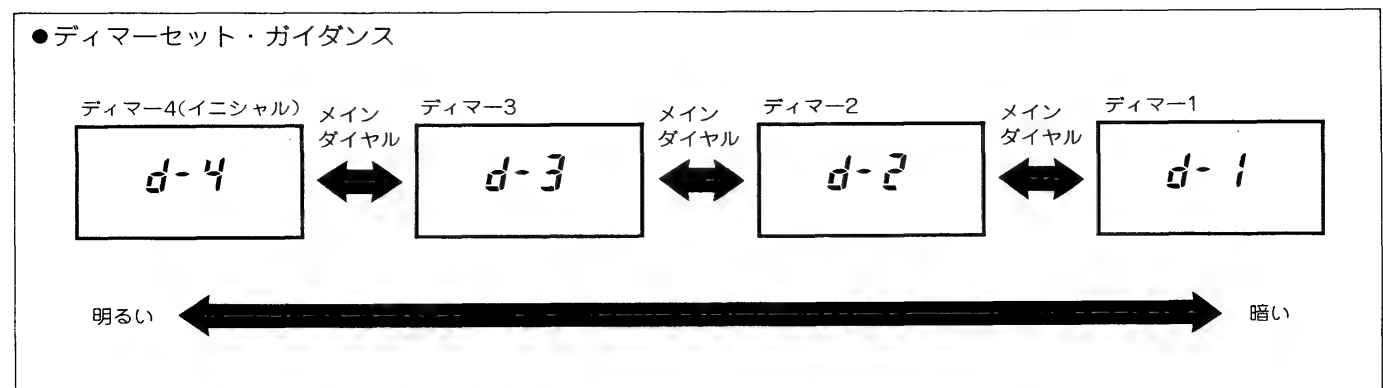 ●ディマーセット・ガイダンス
ディマー4(イニシャル)
メイン
ダイヤル
ディマー3
メイン
ダイヤル
ディマー2
メイン
ダイヤル
ディマー1
d-4
d-3
d-2
d-1
明るい
暗い